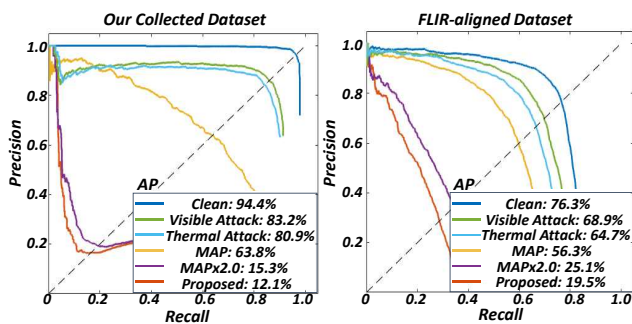 Our Collected Dataset
FLIR-aligned Dataset
Precision
1.0
0.8
0.6
0.4
0.2
0
0.2
0.4
0.6
0.8
1.0
Recall
AP
Clean: 94.4%
Visible Attack: 83.2%
Thermal Attack: 80.9%
MAP: 63.8%
MAPx2.0: 15.3%
Proposed: 12.1%
Precision
1.0
0.8
0.6
0.4
0.2
0
0.2
0.4
0.6
0.8
1.0
Recall
AP
Clean: 76.3%
Visible Attack: 68.9%
Thermal Attack: 64.7%
MAP: 56.3%
MAPx2.0: 25.1%
Proposed: 19.5%